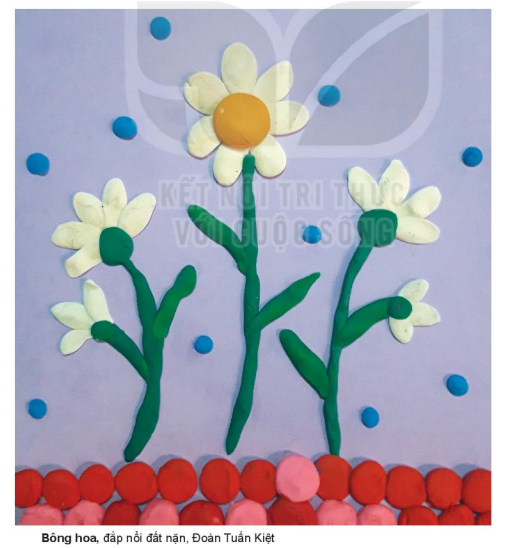 KẾT NỐI TRI THỨC
VỚI CUỘC SỐNG
Bông hoa, đắp nổi đất nặn, Đoàn Tuấn Kiệt